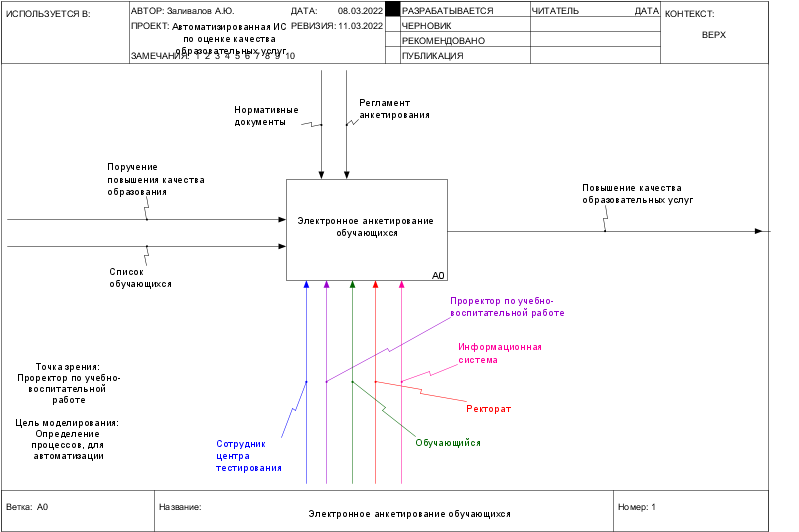 ИСПОЛЬЗУЕТСЯ В:
АВТОР: Заливалов А.Ю.
ДАТА: 08.03.2022
РАЗРАБАТЫВАЕТСЯ
ЧИТАТЕЛЬ
ДАТА
КОНТЕКСТ:
ПРОЕКТ: Автоматизированная ИС
по оценке качества
образовательных услуг
РЕВИЗИЯ: 11.03.2022
ЧЕРНОВИК
ВЕРХ
РЕКОМЕНДОВАНО
ЗАМЕЧАНИЯ: 1 2 3 4 5 6 7 8 9 10
ПУБЛИКАЦИЯ
Нормативные
документы
Регламент
анкетирования
Поручение
повышения качества
образования
Повышение качества
образовательных услуг
Электронное анкетирование
обучающихся
A0
Список
обучающихся
Проректор по учебно-
воспитательной работе
Информационная
система
Ректорат
Обучающийся
Сотрудник
центра
тестирования
Точка зрения:
Проректор по учебно-
воспитательной
работе
Цель моделирования:
Определение
процессов, для
автоматизации
Ветка: A0
Название:
Электронное анкетирование обучающихся
Номер: 1